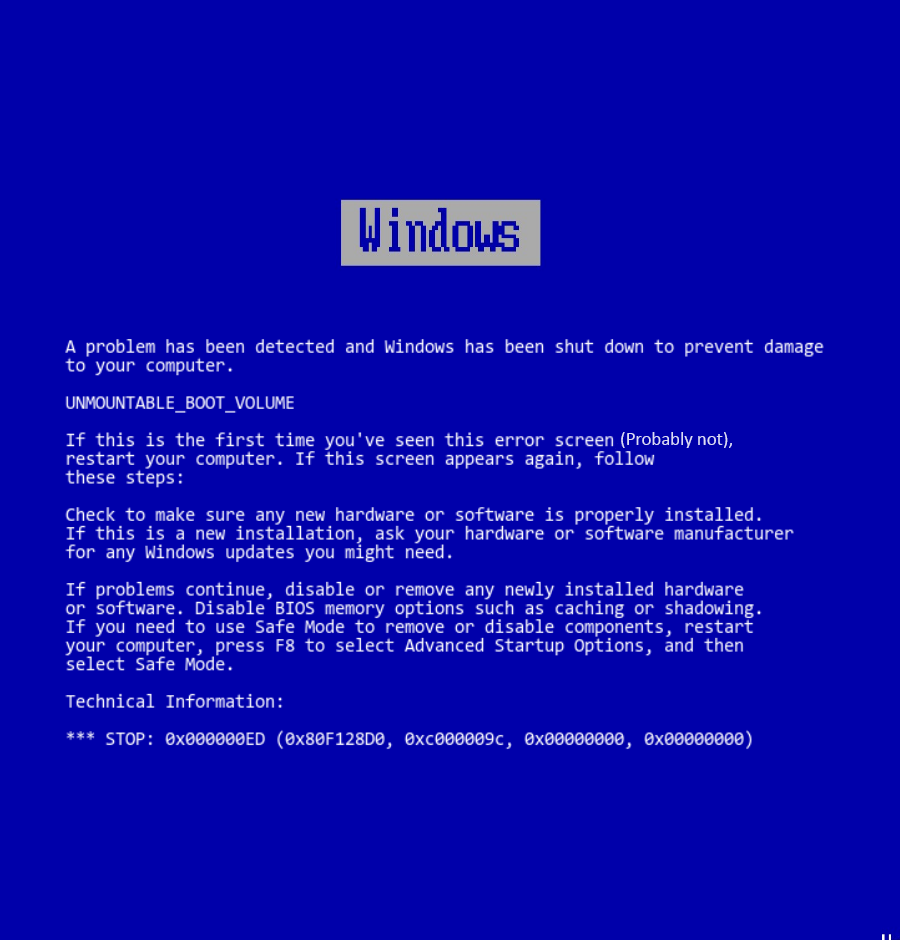 Windows
A problem has been detected and Windows has been shut down to prevent damage
to your computer.
UNMOUNTABLE_BOOT_VOLUME
If this is the first time you've seen this error screen (Probably not),
restart your computer. If this screen appears again, follow
these steps:
Check to make sure any new hardware or software is properly installed.
If this is a new installation, ask your hardware or software manufacturer
for any Windows updates you might need.
If problems continue, disable or remove any newly installed hardware
or software. Disable BIOS memory options such as caching or shadowing.
If you need to use Safe Mode to remove or disable components, restart
your computer, press F8 to select Advanced Startup Options, and then
select Safe Mode.
Technical Information:
*** STOP: 0x000000ED (0x80F128D0, 0xc000009c, 0x00000000, 0x00000000)